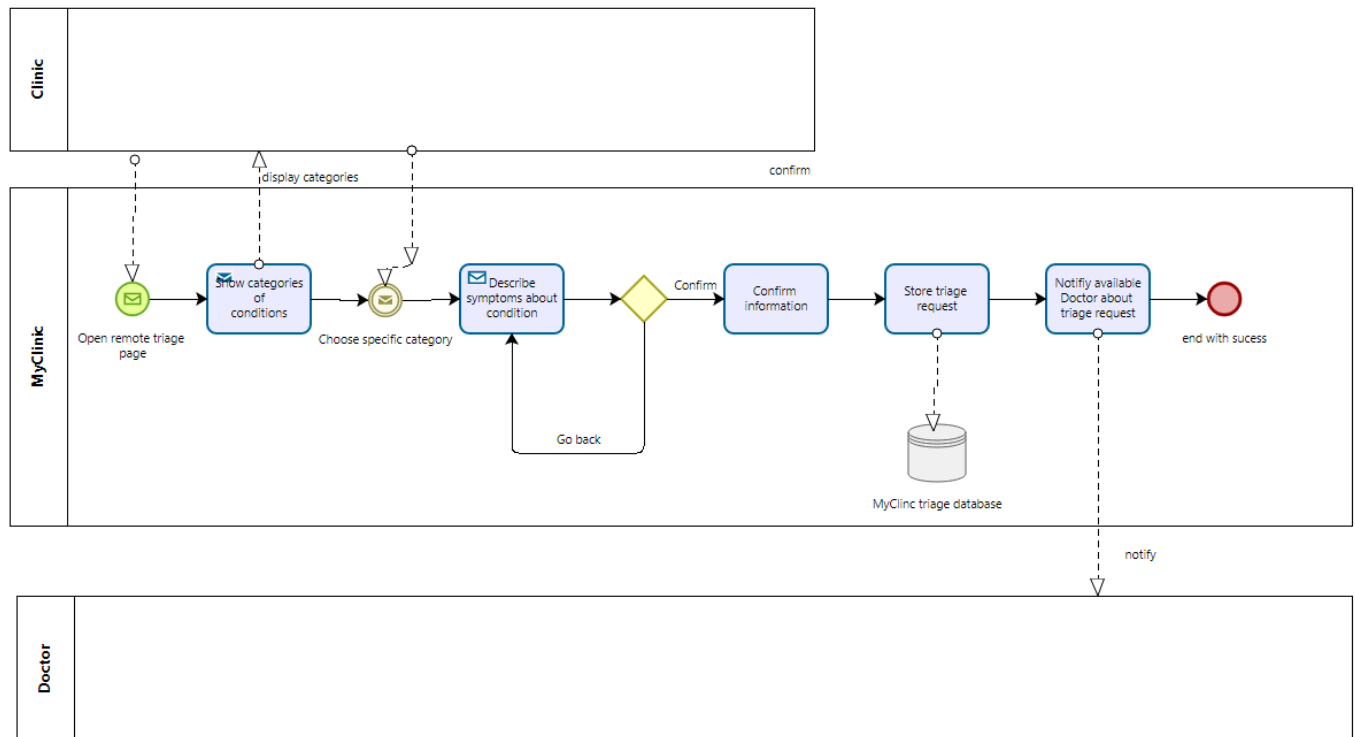 Clinic
display categories
confirm
MyClinic
Open remote triage
page
Show categories
of
conditions
Choose specific category
Describe
symptoms about
condition
Confirm
Go back
Confirm
information
Store triage
request
MyClinc triage database
Notifiy available
Doctor about
triage request
end with sucess
notify
Doctor